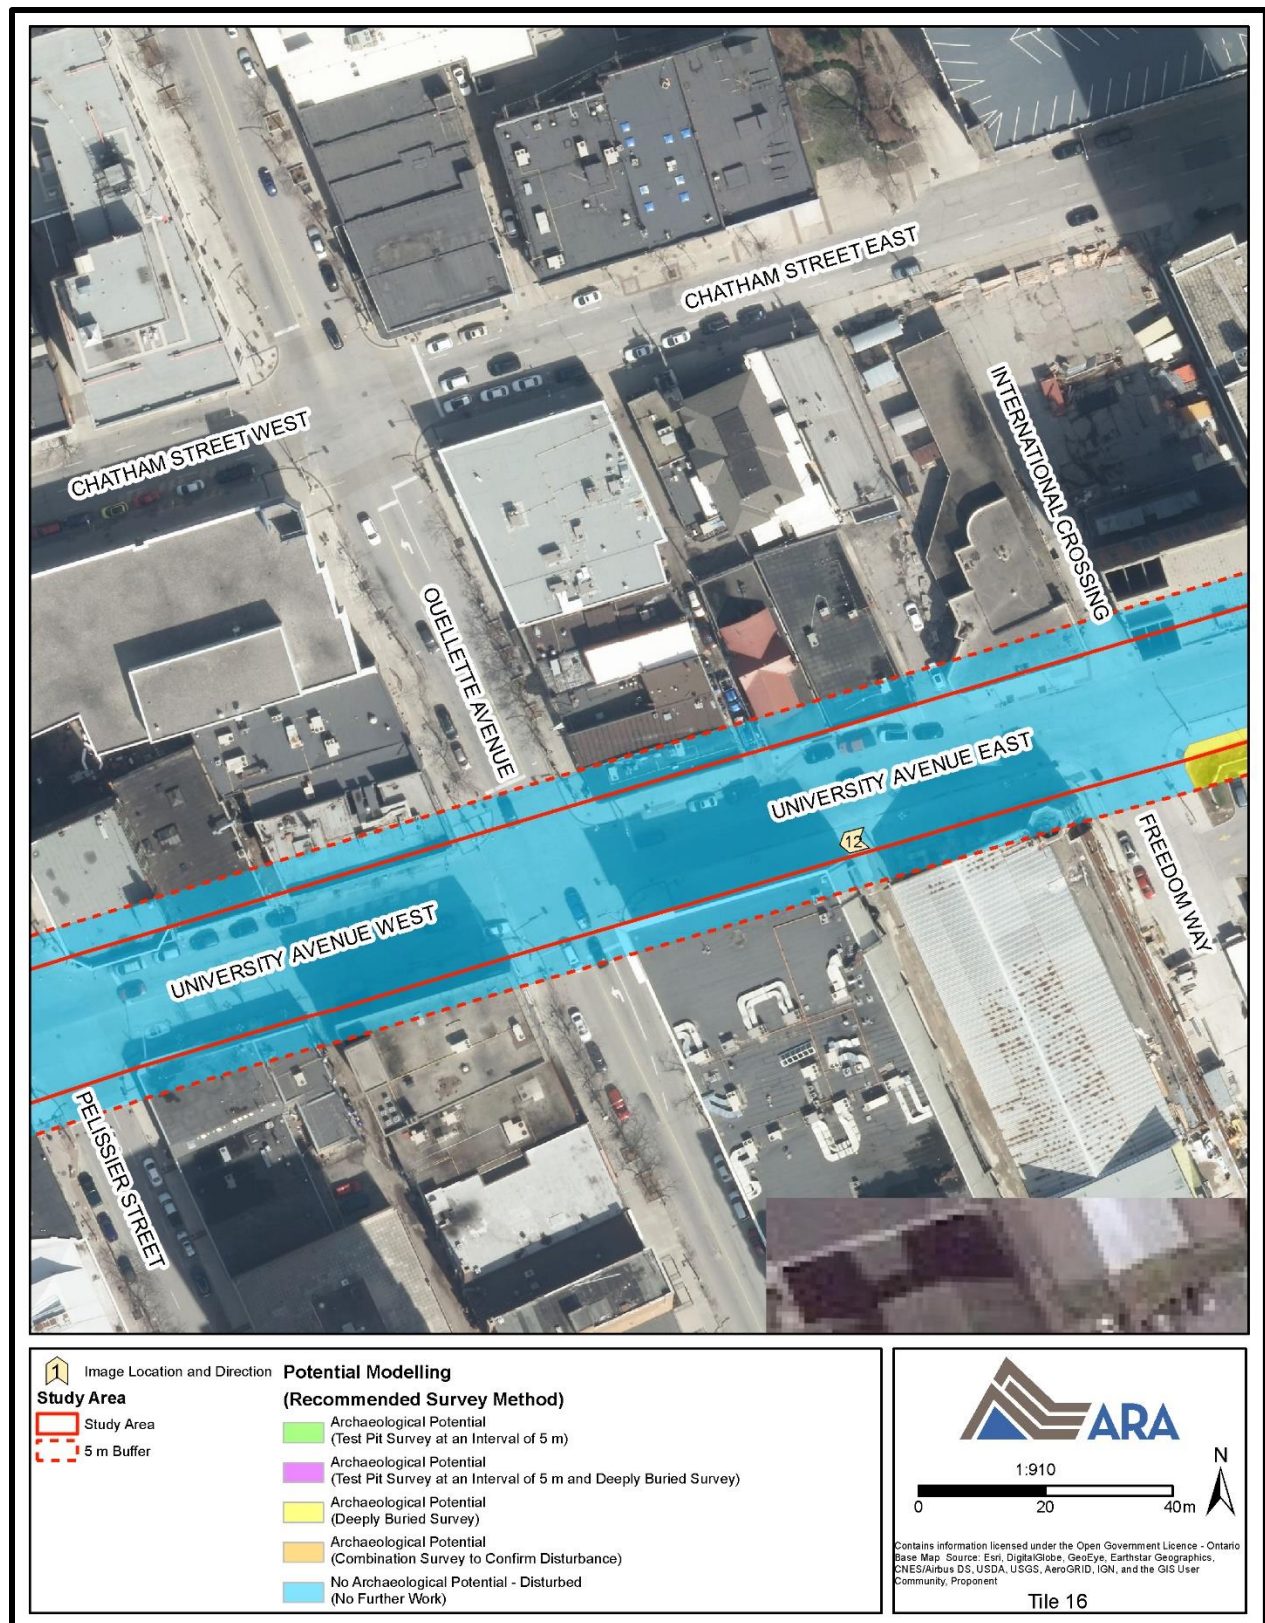 CHATHAM STREET EAST
CHATHAM STREET WEST
INTERNATIONAL CROSSING
OUELLETTE AVENUE
UNIVERSITY AVENUE EAST
12
FREEDOM WAY
UNIVERSITY AVENUE WEST
PELISSIER STREET
1 Image Location and Direction
Study Area
Study Area
5 m Buffer
Potential Modelling
(Recommended Survey Method)
Archaeological Potential
(Test Pit Survey at an Interval of 5 m)
Archaeological Potential
(Test Pit Survey at an Interval of 5 m and Deeply Buried Survey)
Archaeological Potential
(Deeply Buried Survey)
Archaeological Potential
(Combination Survey to Confirm Disturbance)
No Archaeological Potential - Disturbed
(No Further Work)
ARA
N
1:910
0 20 40m
Contains information licensed under the Open Government Licence - Ontario
Base Map Source: Esri, DigitalGlobe, GeoEye, Earthstar Geographics,
CNES/Airbus DS, USDA, USGS, AeroGRID, IGN, and the GIS User
Community, Proponent
Tile 16